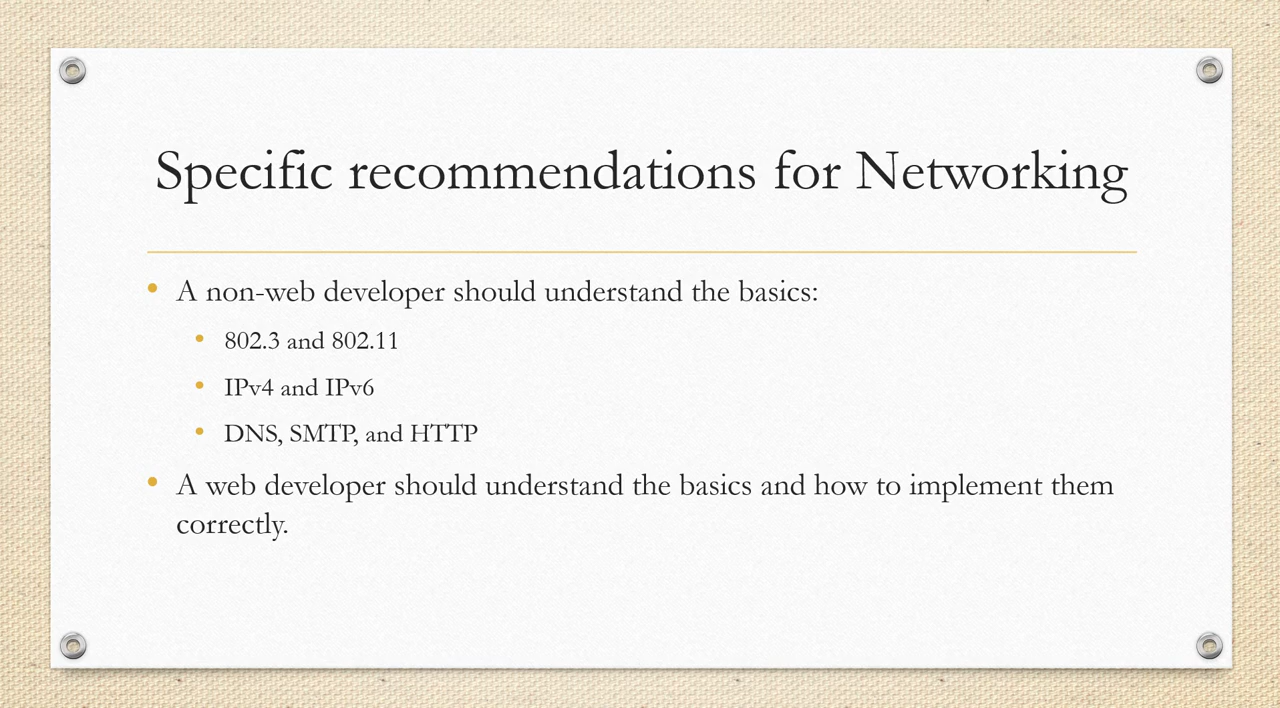 Specific recommendations for Networking
• A non-web developer should understand the basics:
• 802.3 and 802.11
• IPv4 and IPv6
• DNS, SMTP, and HTTP
• A web developer should understand the basics and how to implement them
correctly.